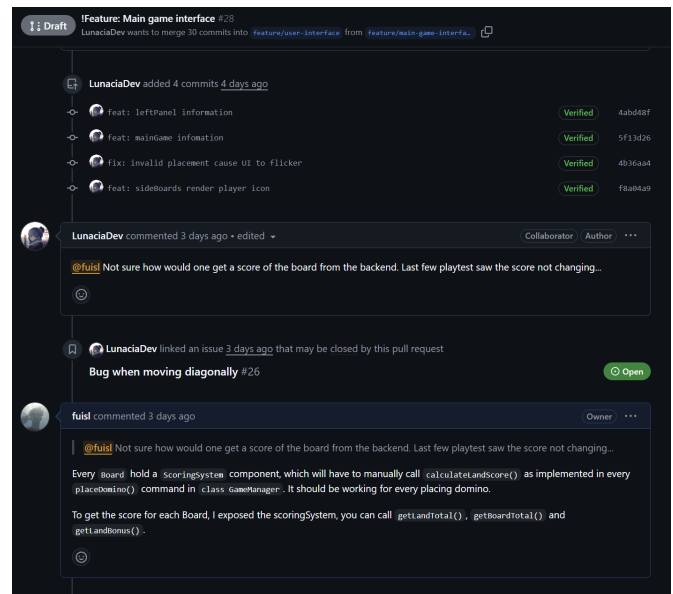 Draft
!Feature: Main game interface #28
LunaciaDev wants to merge 30 commits into feature/user-interface from feature/main-game-interfa…
LunaciaDev added 4 commits 4 days ago
feat: leftPanel information Verified 4abd48f
feat: mainGame infomation Verified 5f13d26
fix: invalid placement cause UI to flicker Verified 4b36aa4
feat: sideBoards render player icon Verified f8a04a9
LunaciaDev commented 3 days ago • edited Collaborator Author ···
@fuisl Not sure how would one get a score of the board from the backend. Last few playtest saw the score not changing...
LunaciaDev linked an issue 3 days ago that may be closed by this pull request
Bug when moving diagonally #26 Open
fuisl commented 3 days ago Owner ···
@fuisl Not sure how would one get a score of the board from the backend. Last few playtest saw the score not changing...
Every Board hold a ScoringSystem component, which will have to manually call calculateLandScore() as implemented in every
placeDomino() command in class GameManager. It should be working for every placing domino.
To get the score for each Board, I exposed the scoringSystem, you can call getLandTotal(), getBoardTotal() and
getLandBonus().